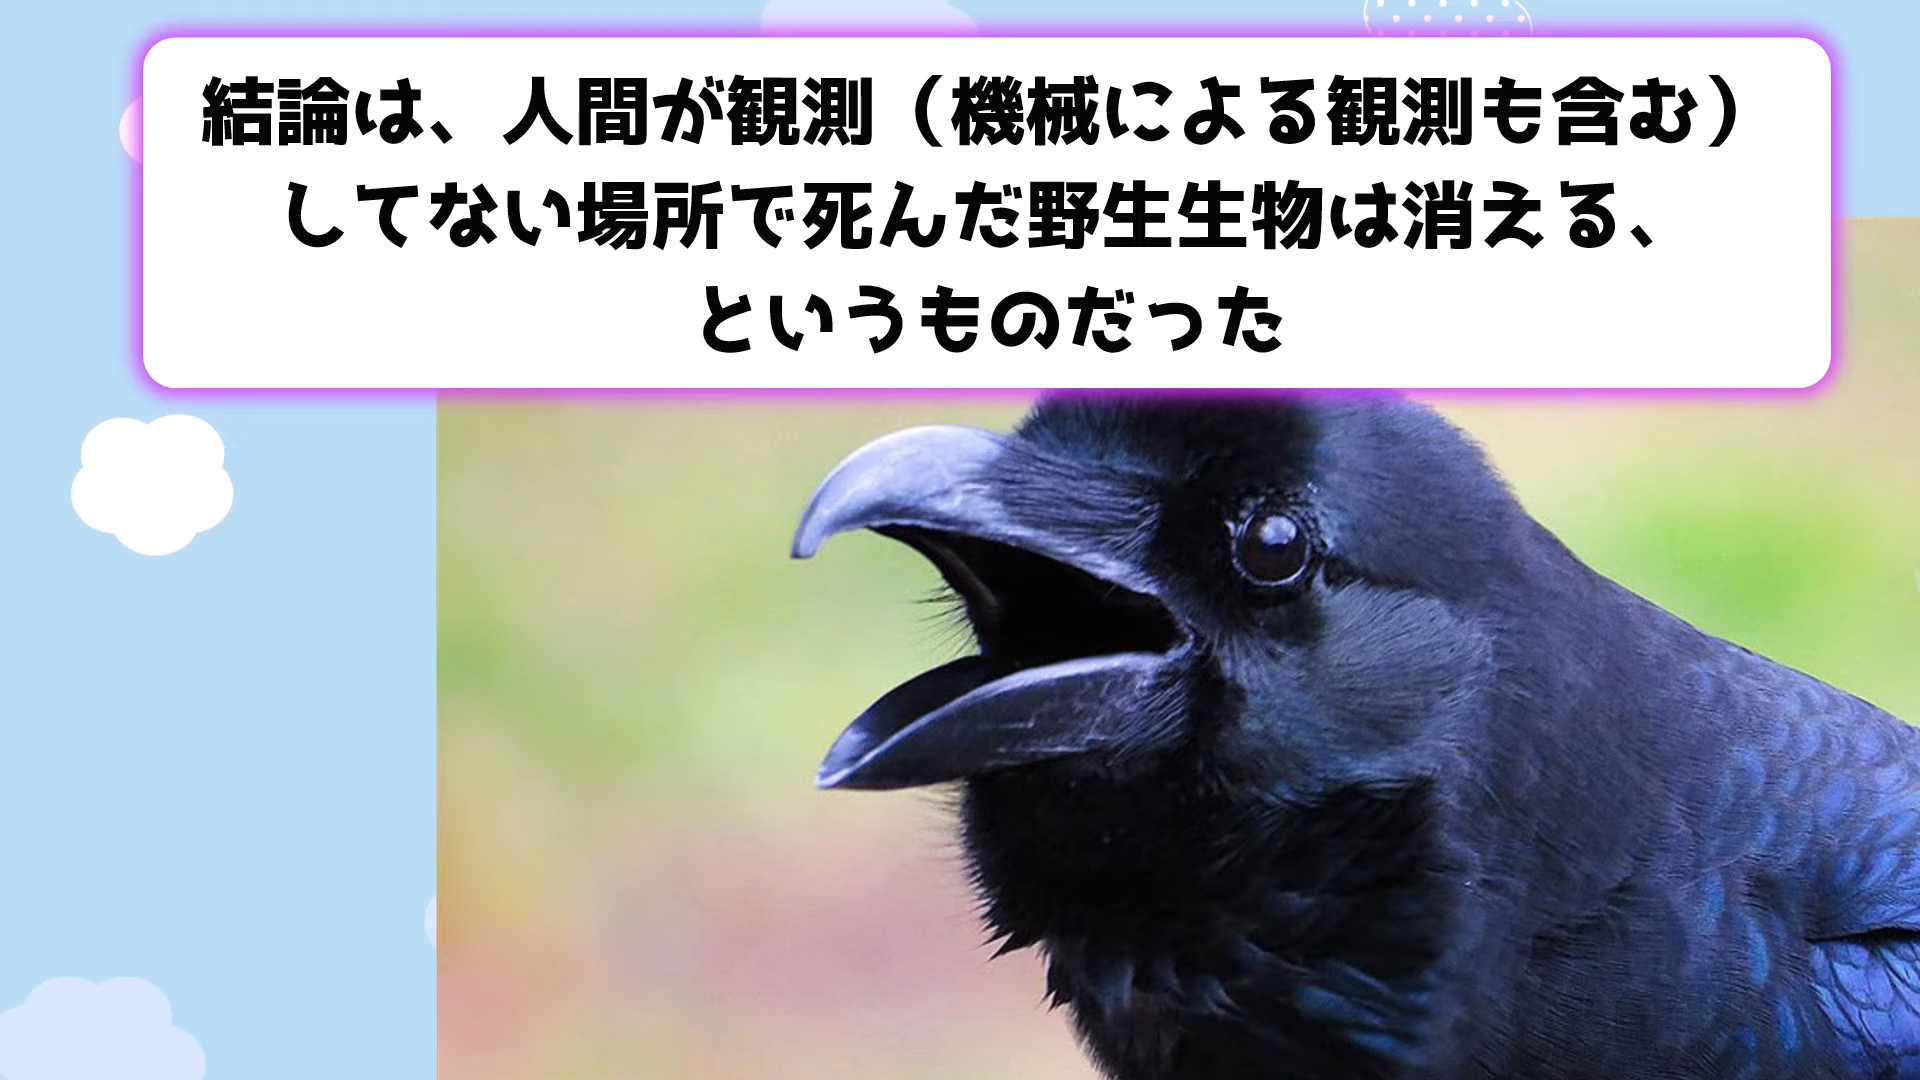 結論は、人間が観測（機械による観測も含む）
してない場所で死んだ野生生物は消える、
というものだった